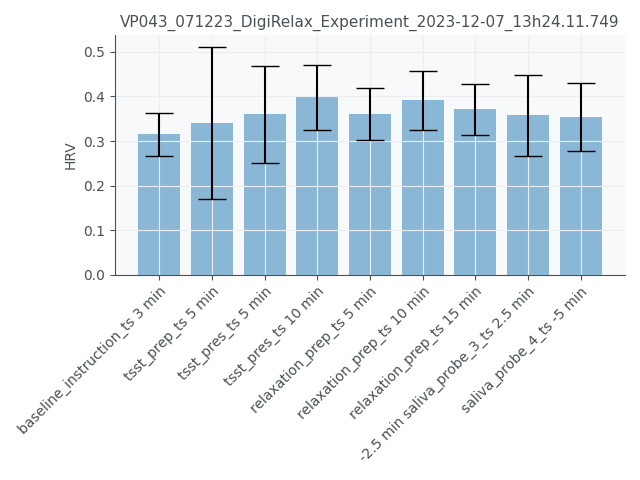 VP043_071223_DigiRelax_Experiment_2023-12-07_13h24.11.749
HRV
0.5
0.4
0.3
0.2
0.1
0.0
baseline_instruction_ts 3 min
tsst_prep_ts 5 min
tsst_pres_ts 5 min
tsst_pres_ts 10 min
relaxation_prep_ts 5 min
relaxation_prep_ts 10 min
relaxation_prep_ts 15 min
-2.5 min saliva_probe_3_ts 2.5 min
saliva_probe_4_ts -5 min